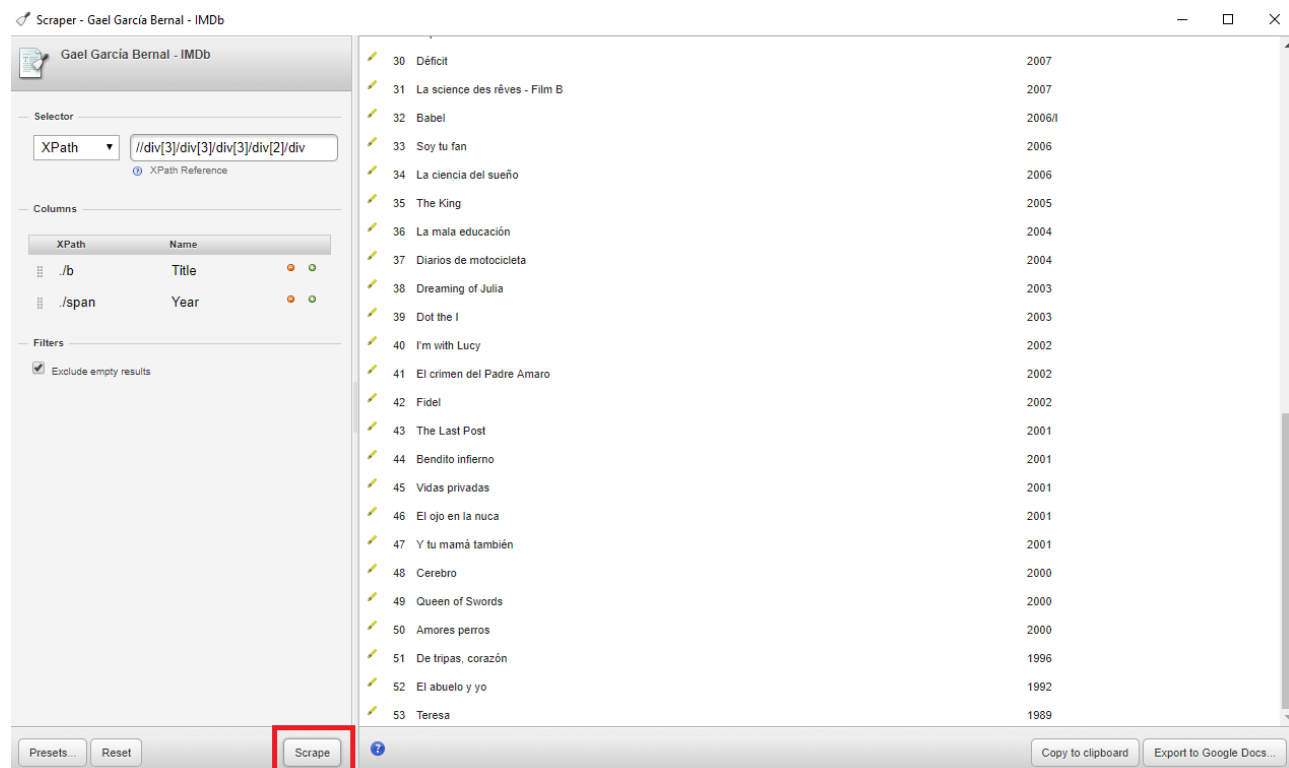 Scraper - Gael García Bernal - IMDb
Gael García Bernal - IMDb
Selector
XPath
//div[3]/div[3]/div[3]/div[2]/div
XPath Reference
Columns
XPath Name
./b Title
./span Year
Filters
Exclude empty results
Presets... Reset Scrape
30 Déficit 2007
31 La science des rêves - Film B 2007
32 Babel 2006/I
33 Soy tu fan 2006
34 La ciencia del sueño 2006
35 The King 2005
36 La mala educación 2004
37 Diarios de motocicleta 2004
38 Dreaming of Julia 2003
39 Dot the I 2003
40 I'm with Lucy 2002
41 El crimen del Padre Amaro 2002
42 Fidel 2002
43 The Last Post 2001
44 Bendito infierno 2001
45 Vidas privadas 2001
46 El ojo en la nuca 2001
47 Y tu mamá también 2001
48 Cerebro 2000
49 Queen of Swords 2000
50 Amores perros 2000
51 De tripas, corazón 1996
52 El abuelo y yo 1992
53 Teresa 1989
Copy to clipboard Export to Google Docs...